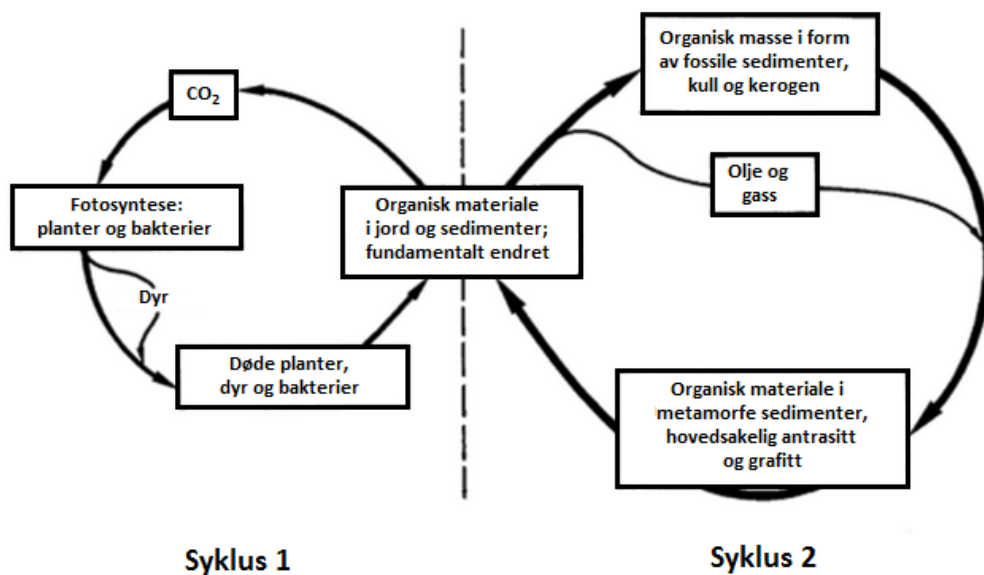 CO₂
Fotosyntese:
planter og bakterier
Dyr
Døde planter,
dyr og bakterier
Organisk materiale
i jord og sedimenter;
fundamentalt endret
Organisk masse i form
av fossile sedimenter,
kull og kerogen
Olje og
gass
Organisk materiale i
metamorfe sedimenter,
hovedsakelig antrasitt
og grafitt
Syklus 1
Syklus 2